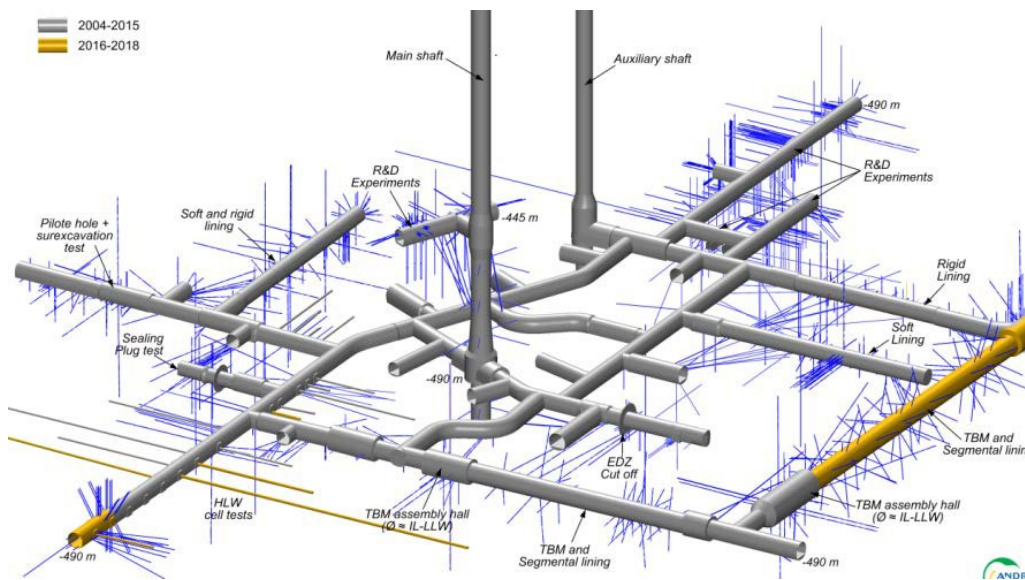 2004-2015
2016-2018
Main shaft
Auxiliary shaft
-490 m
R&D
Experiments
R&D
Experiments
-445 m
Soft and rigid
lining
Pilote hole +
surexcavation
test
Rigid
Lining
Soft
Lining
Sealing
Plug test
-490 m
TBM and
Segmental lining
EDZ
Cut off
HLW
cell tests
TBM assembly hall
(Ø ≈ IL-LLW)
TBM assembly hall
(Ø ≈ IL-LLW)
TBM and
Segmental lining
-490 m
-490 m